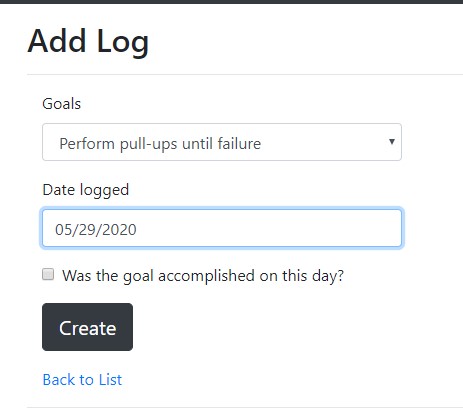 Add Log
Goals
Perform pull-ups until failure
Date logged
05/29/2020
Was the goal accomplished on this day?
Create
Back to List